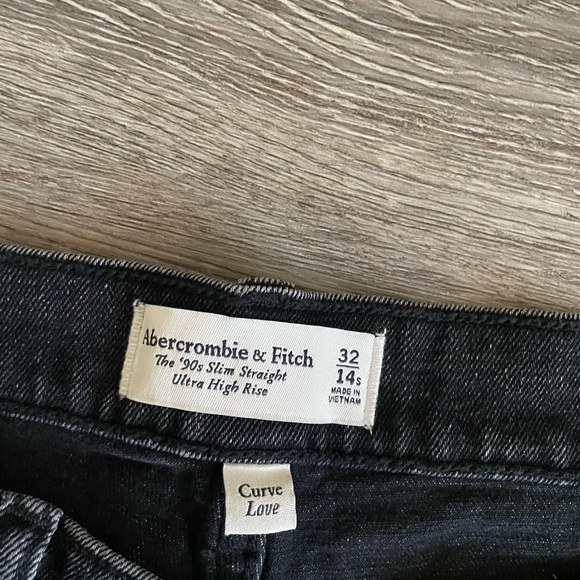 Abercrombie & Fitch
The '90s Slim Straight
Ultra High Rise
32
14s
MADE IN
VIETNAM
Curve
Love